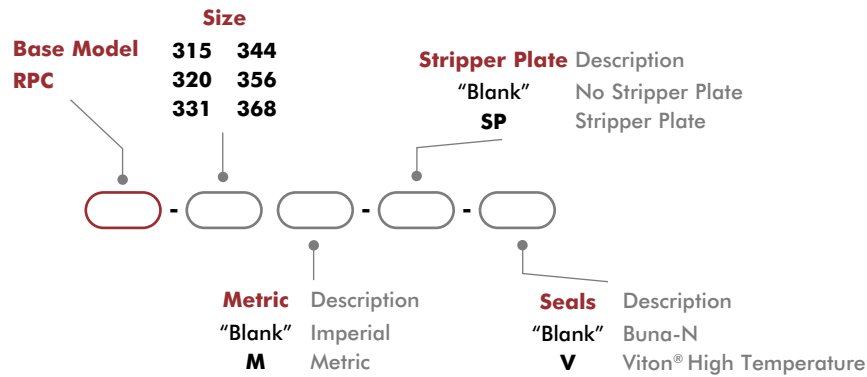 Size
Base Model 315 344
RPC 320 356
331 368
Stripper Plate Description
“Blank” No Stripper Plate
SP Stripper Plate
- - -
Metric Description
“Blank” Imperial
M Metric
Seals Description
“Blank” Buna-N
V Viton® High Temperature